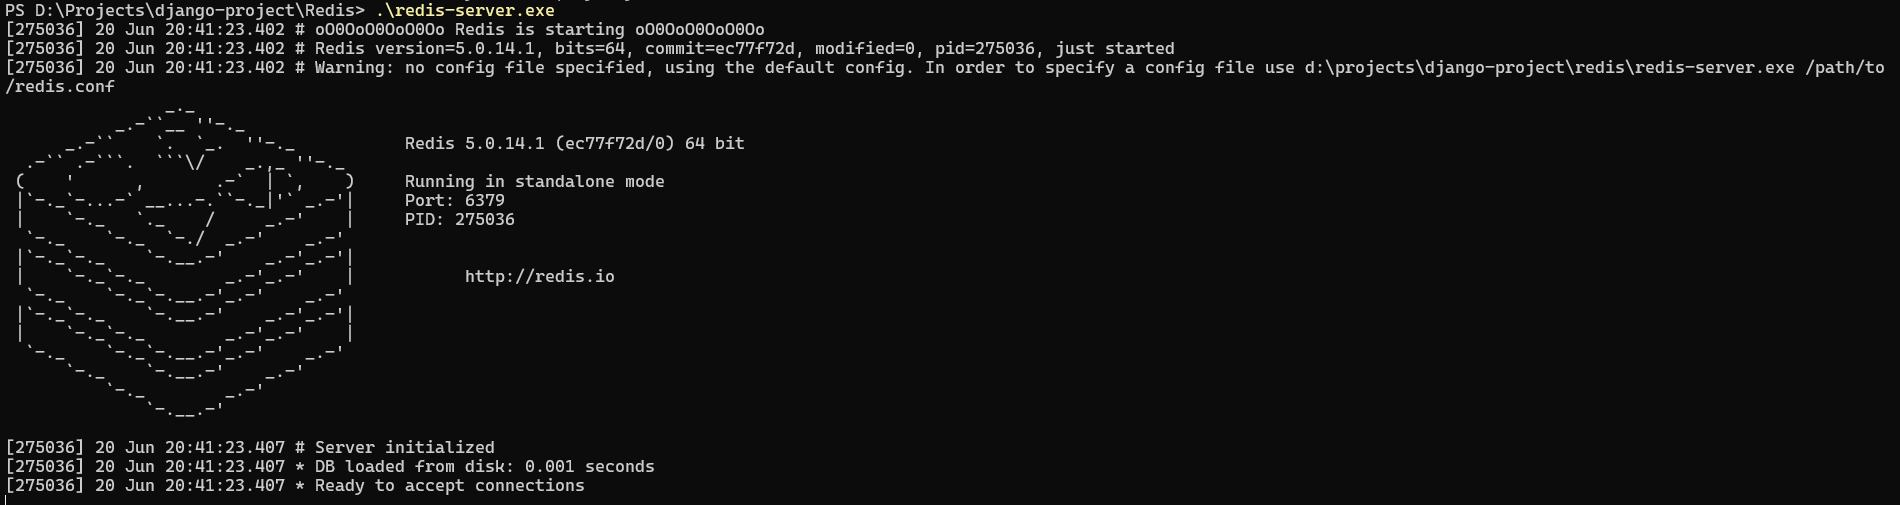 PS D:\Projects\django-project\Redis> .\redis-server.exe
[275036] 20 Jun 20:41:23.402 # oO0OoO0OoO0Oo Redis is starting oO0OoO0OoO0Oo
[275036] 20 Jun 20:41:23.402 # Redis version=5.0.14.1, bits=64, commit=ec77f72d, modified=0, pid=275036, just started
[275036] 20 Jun 20:41:23.402 # Warning: no config file specified, using the default config. In order to specify a config file use d:\projects\django-project\redis\redis-server.exe /path/to
/redis.conf
Redis 5.0.14.1 (ec77f72d/0) 64 bit
Running in standalone mode
Port: 6379
PID: 275036
http://redis.io
[275036] 20 Jun 20:41:23.407 # Server initialized
[275036] 20 Jun 20:41:23.407 * DB loaded from disk: 0.001 seconds
[275036] 20 Jun 20:41:23.407 * Ready to accept connections